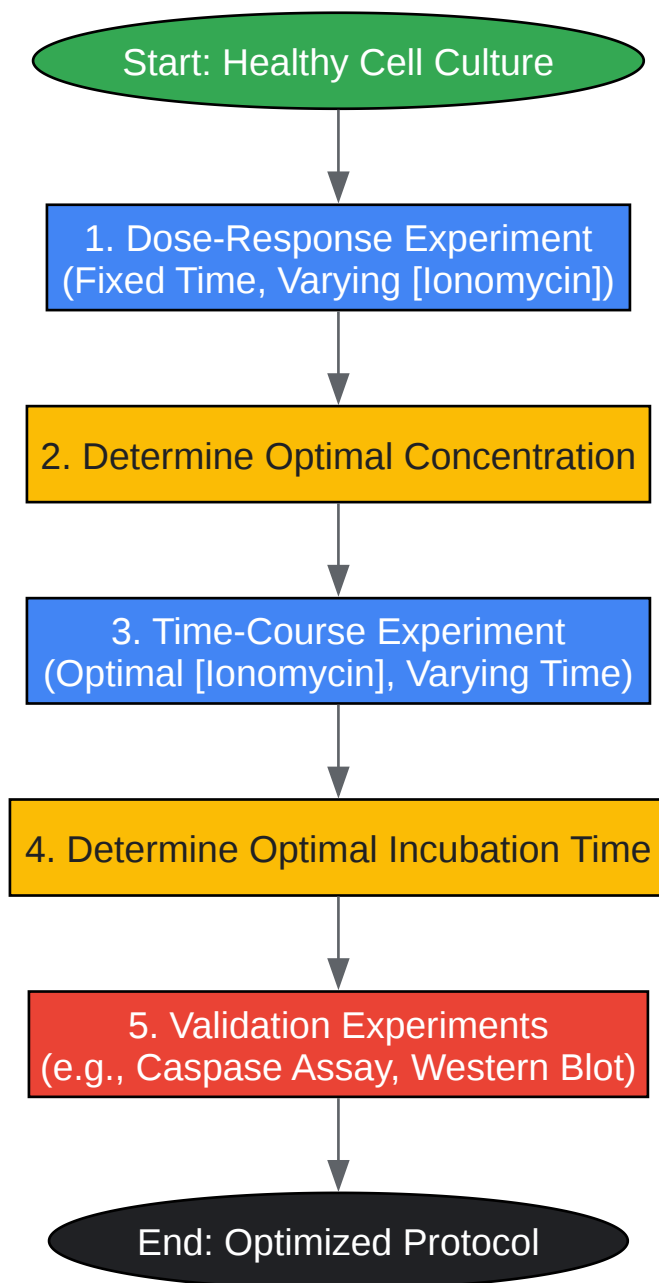 Start: Healthy Cell Culture
1. Dose-Response Experiment
(Fixed Time, Varying [Ionomycin])
2. Determine Optimal Concentration
3. Time-Course Experiment
(Optimal [Ionomycin], Varying Time)
4. Determine Optimal Incubation Time
5. Validation Experiments
(e.g., Caspase Assay, Western Blot)
End: Optimized Protocol